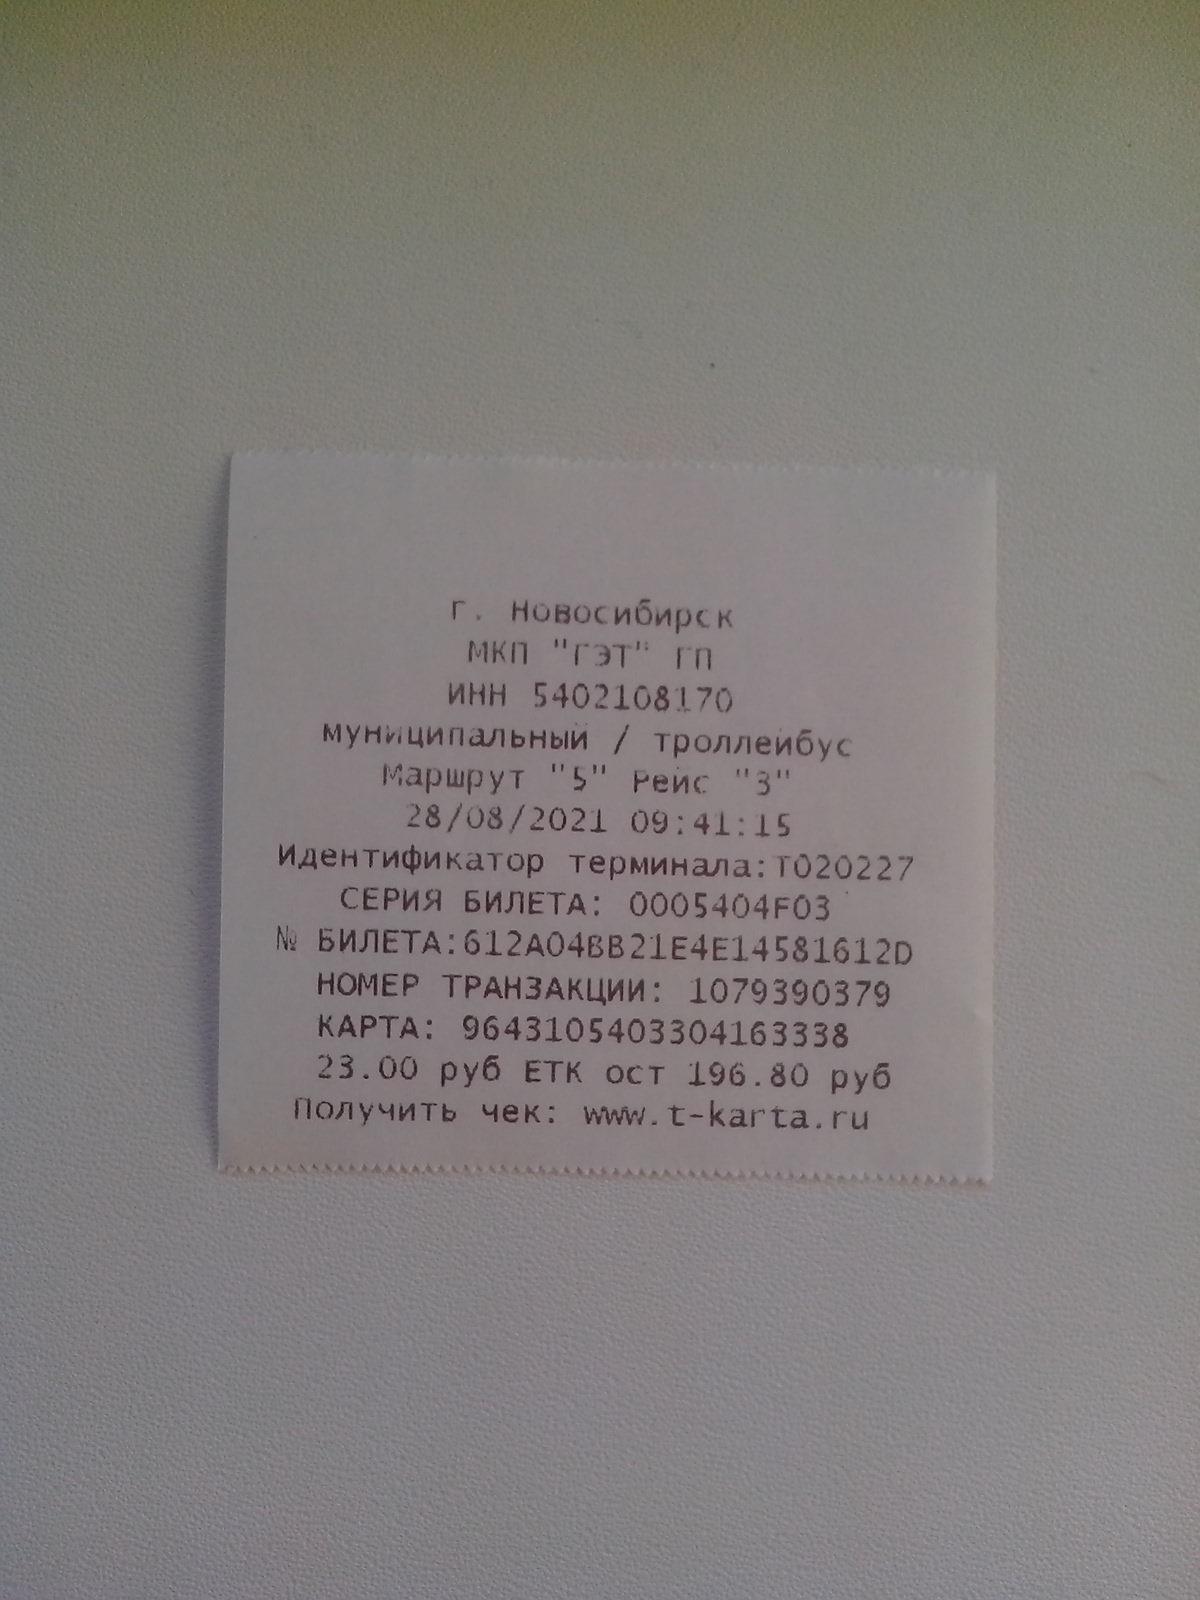 г. Новосибирск
МКП "ГЭТ" ГП
ИНН 5402108170
муниципальный / троллейбус
Маршрут "5" Рейс "3"
28/08/2021 09:41:15
Идентификатор терминала:T020227
СЕРИЯ БИЛЕТА: 0005404F03
№ БИЛЕТА:612A04BB21E4E14581612D
НОМЕР ТРАНЗАКЦИИ: 1079390379
КАРТА: 9643105403304163338
23.00 руб ЕТК ост 196.80 руб
Получить чек: www.t-karta.ru